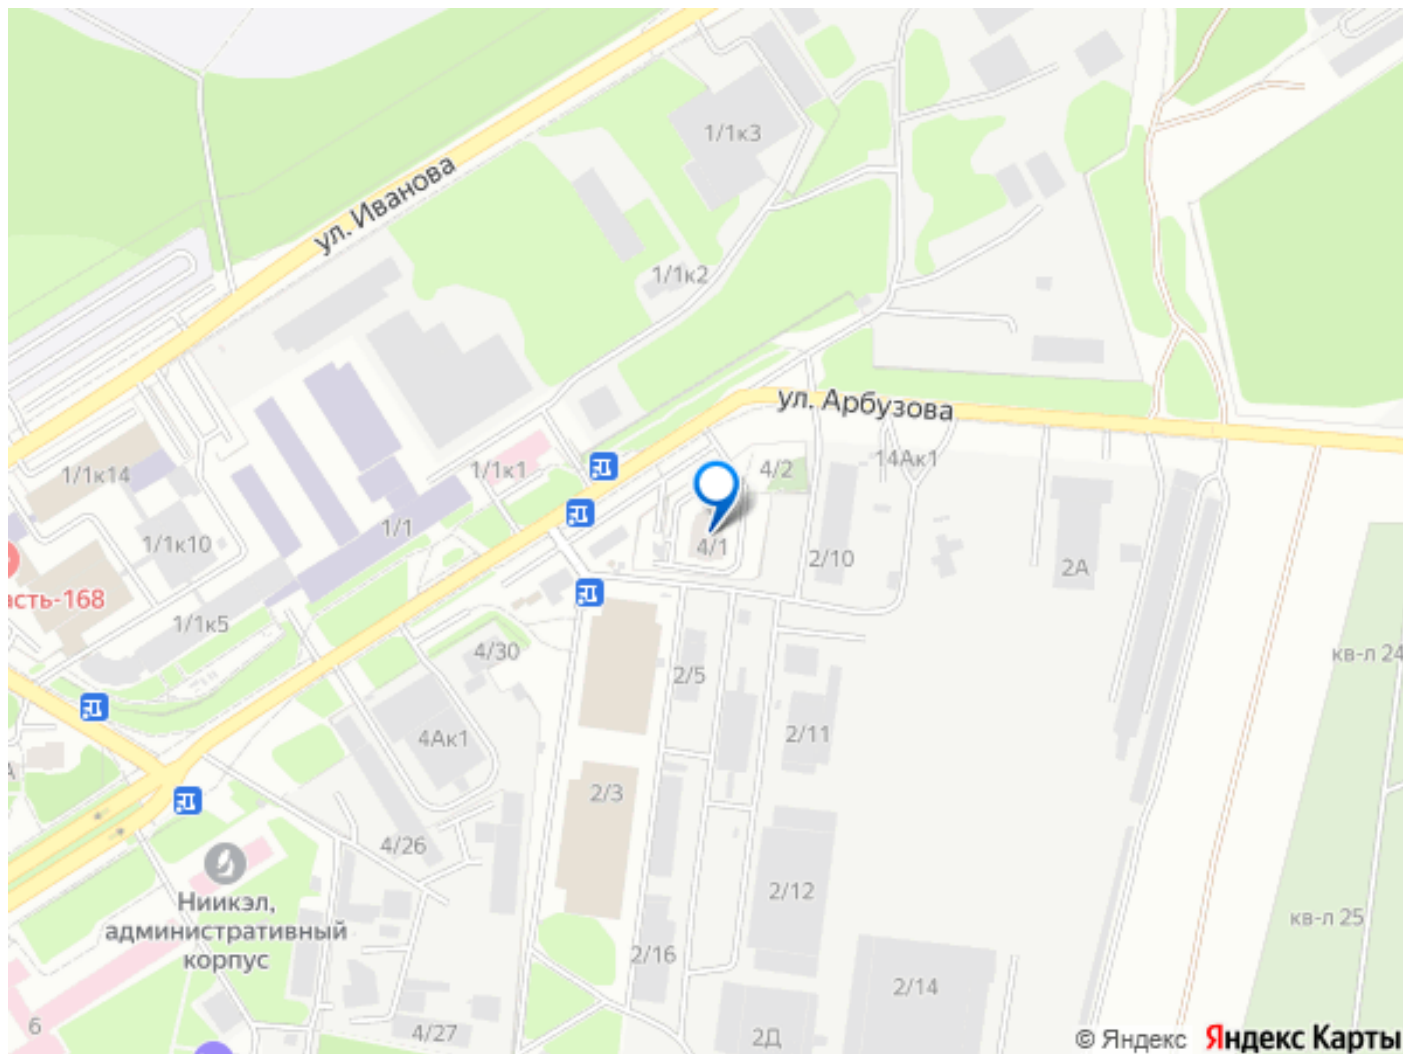 1/1к3
ул. Иванова
1/1к2
ул. Арбузова
1/1к14
1/1к1
4/2
14Ак1
1/1
1/1к10
4/1
2/10
2А
асть-168
1/1к5
4/30
2/5
кв-л 24
4Ак1
2/11
А
2/3
4/26
Ниикэл,
административный
корпус
2/12
кв-л 25
2/16
2/14
6
4/27
2Д
© Яндекс Яндекс Карты